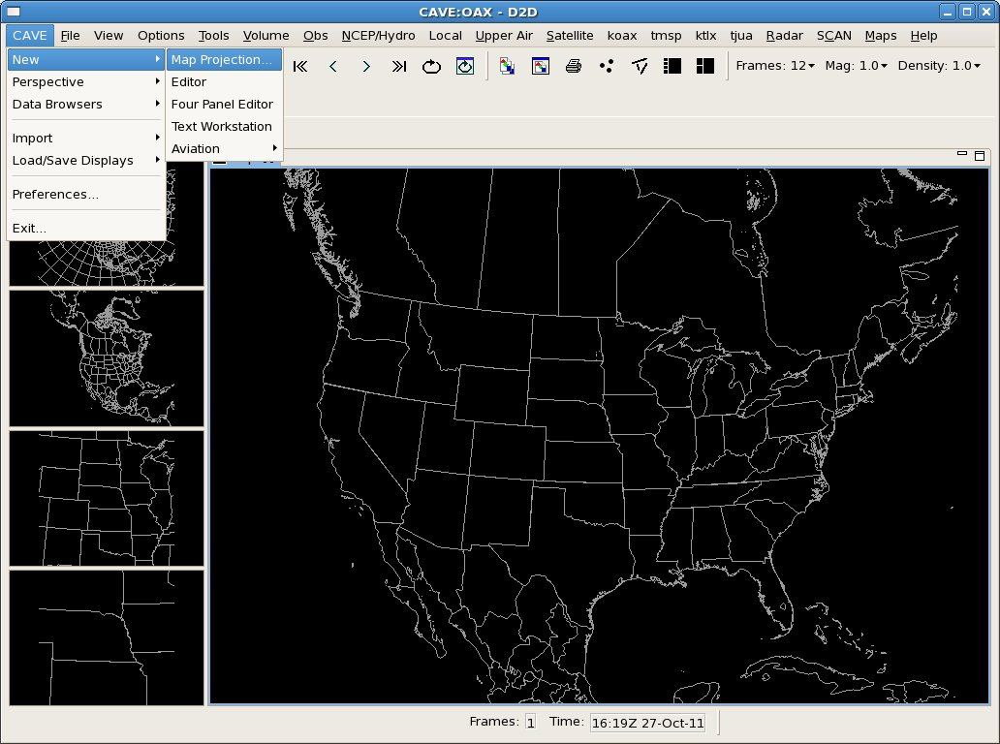 CAVE:OAX - D2D
CAVE File View Options Tools Volume Obs NCEP/Hydro Local Upper Air Satellite koax tmsp ktlx tjua Radar SCAN Maps Help
New
Perspective
Data Browsers
Import
Load/Save Displays
Preferences...
Exit...
Map Projection...
Editor
Four Panel Editor
Text Workstation
Aviation
Frames: 12 Mag: 1.0 Density: 1.0
Frames: 1 Time: 16:19Z 27-Oct-11